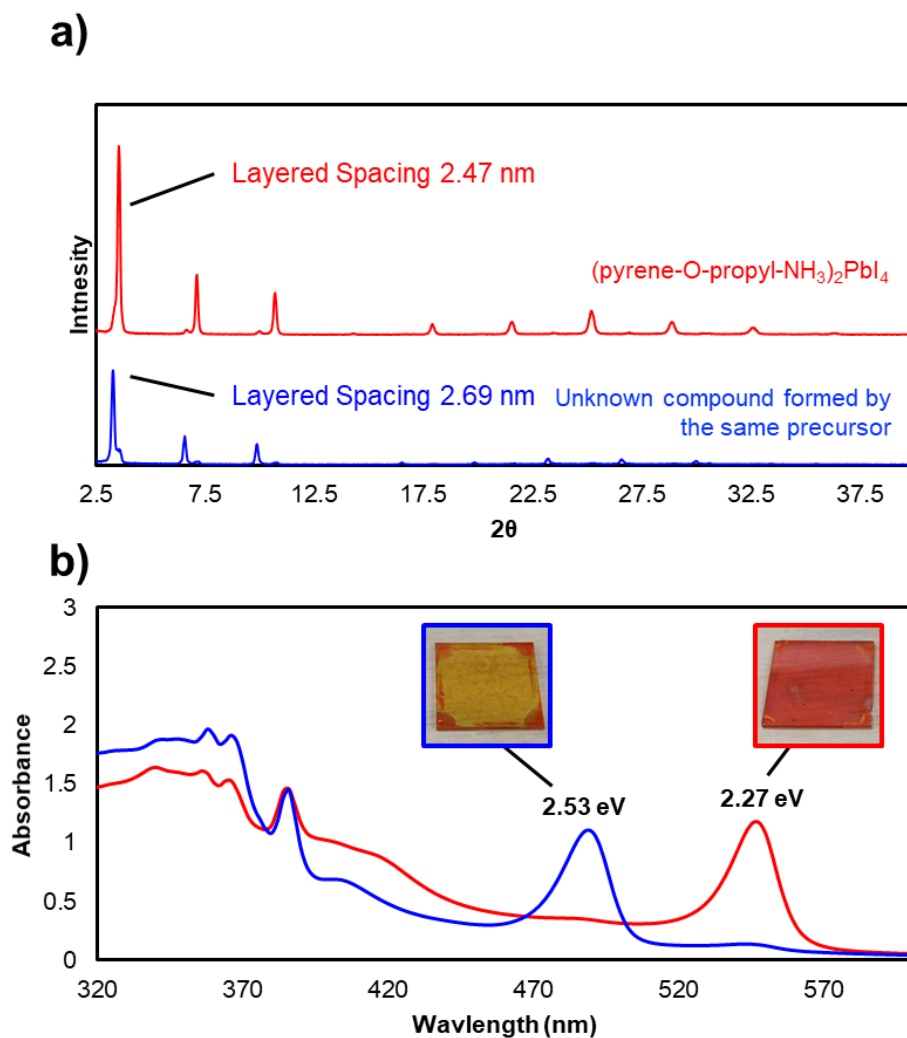 a)
Intnesity
Layered Spacing 2.47 nm
(pyrene-O-propyl-NH₃)₂PbI₄
Layered Spacing 2.69 nm
Unknown compound formed by
the same precursor
2.5 7.5 12.5 17.5 22.5 27.5 32.5 37.5
2θ
b)
Absorbance
3
2.5
2
1.5
1
0.5
0
2.53 eV
2.27 eV
320 370 420 470 520 570
Wavlength (nm)